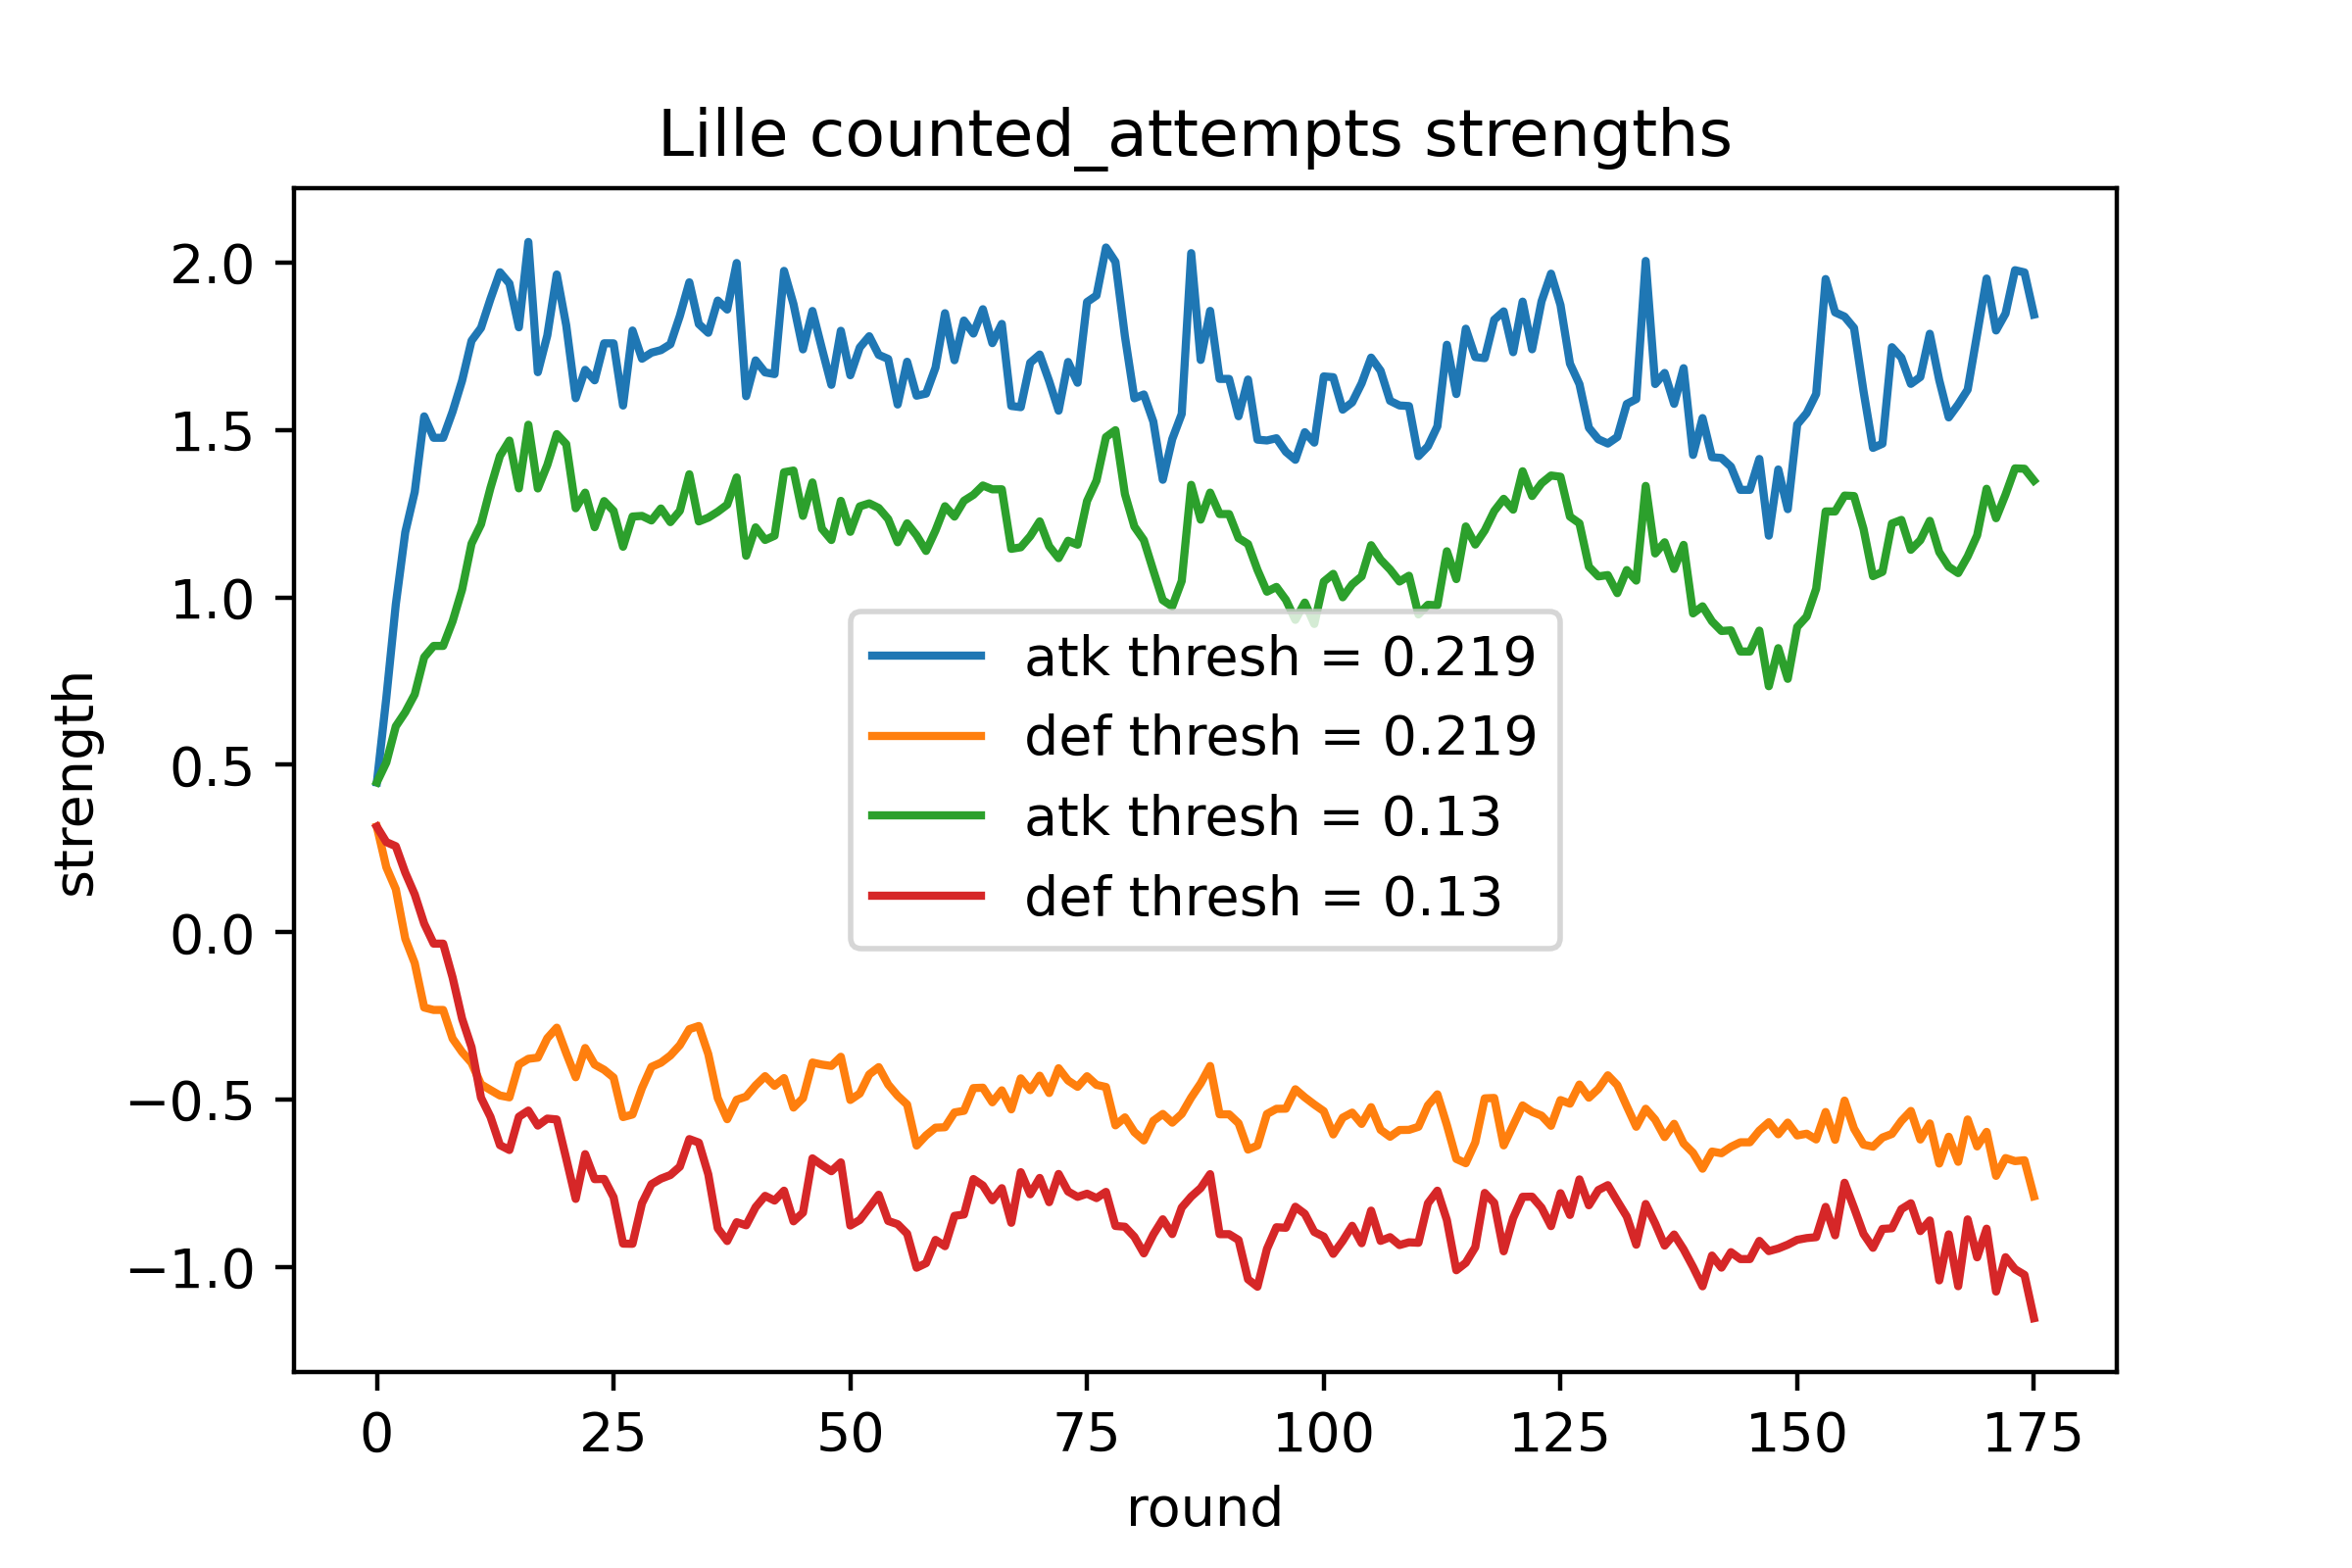 Lille counted_attempts strengths
strength
2.0
1.5
1.0
0.5
0.0
−0.5
−1.0
atk thresh = 0.219
def thresh = 0.219
atk thresh = 0.13
def thresh = 0.13
0 25 50 75 100 125 150 175
round